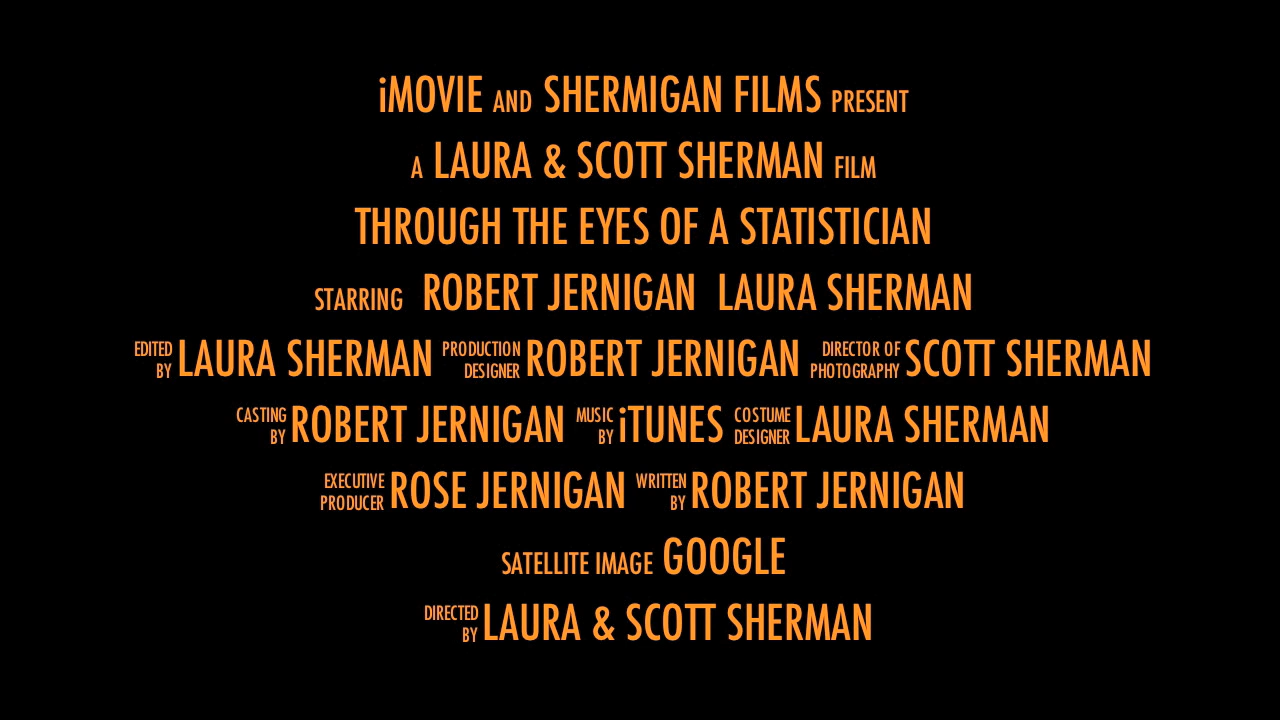 iMOVIE AND SHERMIGAN FILMS PRESENT
A LAURA & SCOTT SHERMAN FILM
THROUGH THE EYES OF A STATISTICIAN
STARRING ROBERT JERNIGAN LAURA SHERMAN
EDITED BY LAURA SHERMAN PRODUCTION DESIGNER ROBERT JERNIGAN DIRECTOR OF PHOTOGRAPHY SCOTT SHERMAN
CASTING BY ROBERT JERNIGAN MUSIC BY iTUNES COSTUME DESIGNER LAURA SHERMAN
EXECUTIVE PRODUCER ROSE JERNIGAN WRITTEN BY ROBERT JERNIGAN
SATELLITE IMAGE GOOGLE
DIRECTED BY LAURA & SCOTT SHERMAN